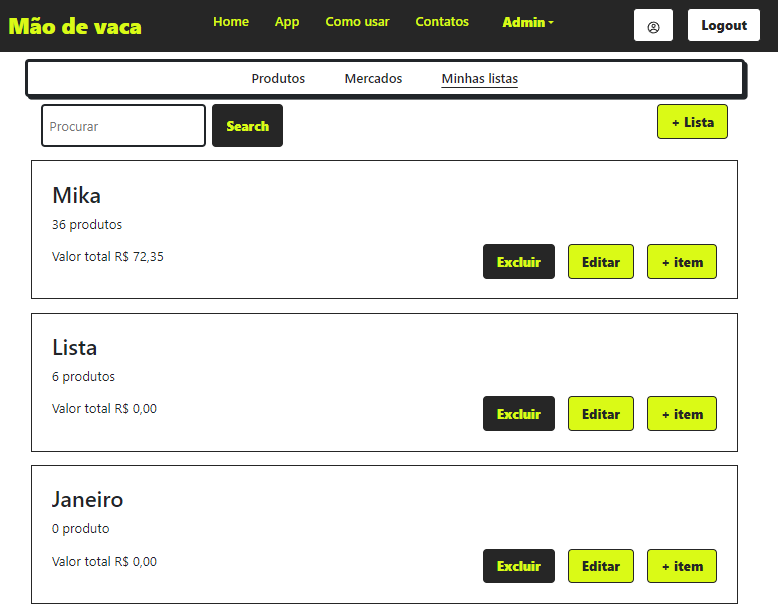 Mão de vaca Home App Como usar Contatos Admin Logout
Produtos Mercados Minhas listas
Procurar Search + Lista
Mika
36 produtos
Valor total R$ 72,35 Excluir Editar + item
Lista
6 produtos
Valor total R$ 0,00 Excluir Editar + item
Janeiro
0 produto
Valor total R$ 0,00 Excluir Editar + item